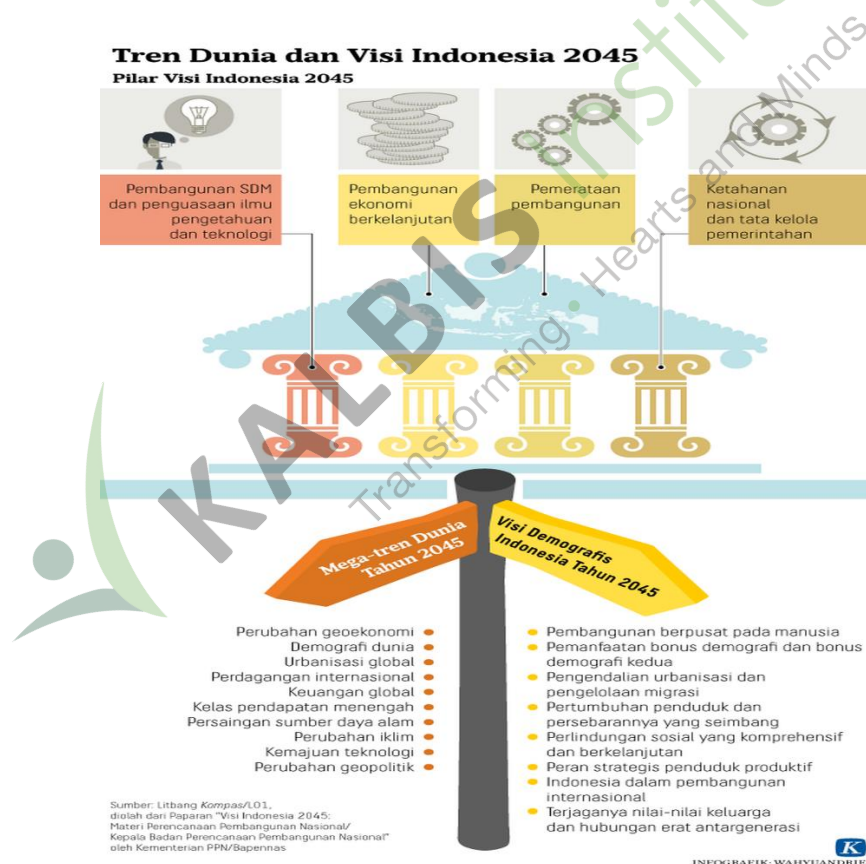 Tren Dunia dan Visi Indonesia 2045
Pilar Visi Indonesia 2045
Pembangunan SDM
dan penguasaan ilmu
pengetahuan
dan teknologi
Pembangunan
ekonomi
berkelanjutan
Pemerataan
pembangunan
Ketahanan
nasional
dan tata kelola
pemerintahan
KALBIS Institute
Transforming Hearts and Minds
Mega-tren Dunia
Tahun 2045
Perubahan geoekonomi
Demografi dunia
Urbanisasi global
Perdagangan internasional
Keuangan global
Kelas pendapatan menengah
Persaingan sumber daya alam
Perubahan iklim
Kemajuan teknologi
Perubahan geopolitik
Visi Demografis
Indonesia Tahun 2045
Pembangunan berpusat pada manusia
Pemanfaatan bonus demografi dan bonus
demografi kedua
Pengendalian urbanisasi dan
pengelolaan migrasi
Pertumbuhan penduduk dan
persebarannya yang seimbang
Perlindungan sosial yang komprehensif
dan berkelanjutan
Peran strategis penduduk produktif
Indonesia dalam pembangunan
internasional
Terjaganya nilai-nilai keluarga
dan hubungan erat antargenerasi
Sumber: Litbang Kompas/LO1,
diolah dari Paparan "Visi Indonesia 2045:
Materi Perencanaan Pembangunan Nasional/
Kepala Badan Perencanaan Pembangunan Nasional"
oleh Kementerian PPN/Bappenas
K
INFOGRAFIK: WAHYUANDRIE